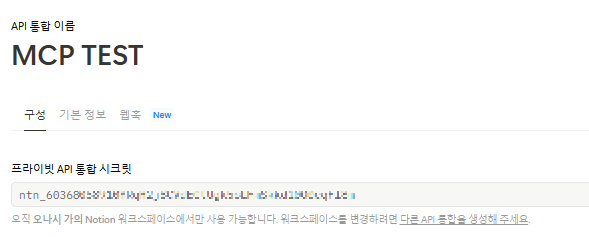 API 통합 이름
MCP TEST
구성 기본 정보 웹훅 New
프라이빗 API 통합 시크릿
오직 오나시 가의 Notion 워크스페이스에서만 사용 가능합니다. 워크스페이스를 변경하려면 다른 API 통합을 생성해 주세요.